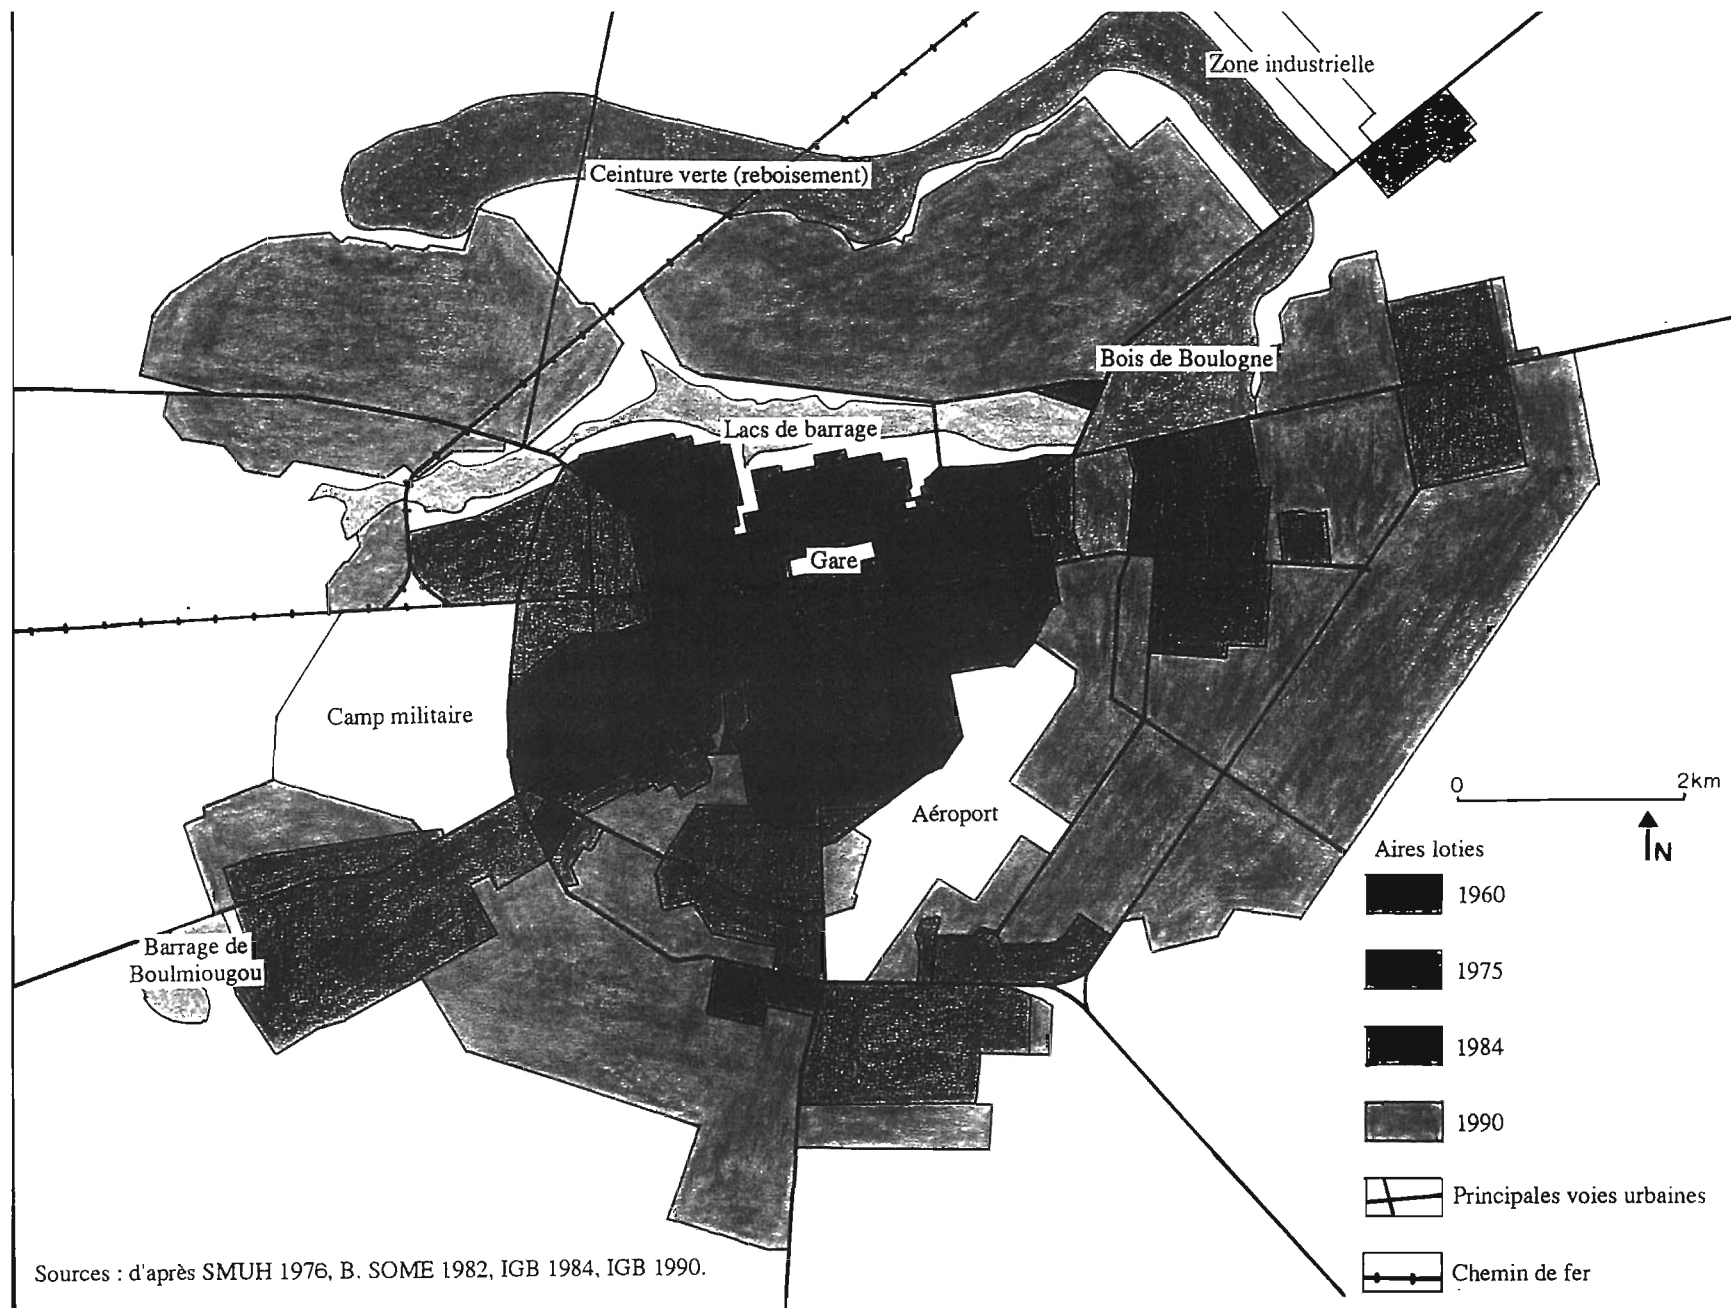 Zone industrielle
Ceinture verte (reboisement)
Bois de Boulogne
Lacs de barrage
Gare
Camp militaire
Aéroport
Barrage de
Boulmiougou
0 2km
N
Aires loties
1960
1975
1984
1990
Principales voies urbaines
Chemin de fer
Sources : d'après SMUH 1976, B. SOME 1982, IGB 1984, IGB 1990.